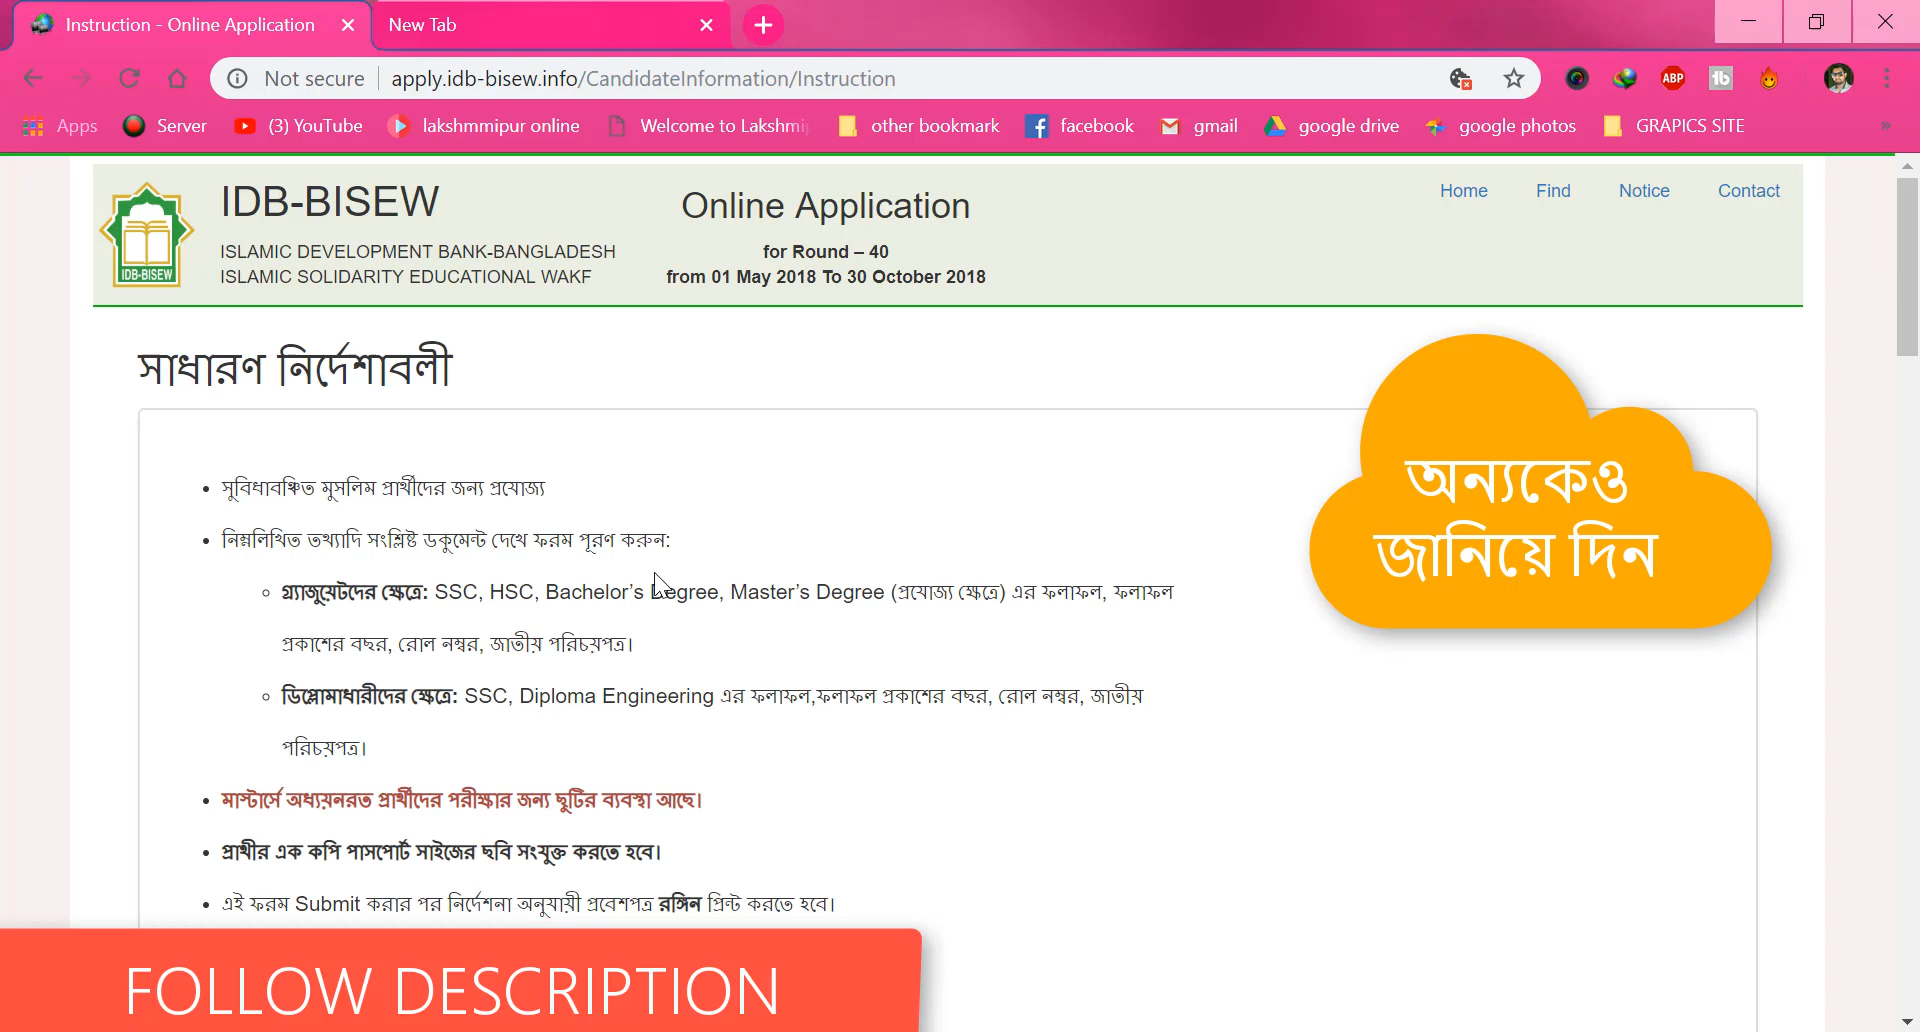 Instruction - Online Application
New Tab
Not secure
apply.idb-bisew.info/CandidateInformation/Instruction
ABP
Apps
Server
(3) YouTube
lakshmmipur online
Welcome to Lakshmi
other bookmark
facebook
gmail
google drive
google photos
GRAPICS SITE
IDB-BISEW
IDB-BISEW
ISLAMIC DEVELOPMENT BANK-BANGLADESH
ISLAMIC SOLIDARITY EDUCATIONAL WAKF
Online Application
for Round – 40
from 01 May 2018 To 30 October 2018
Home
Find
Notice
Contact
সাধারণ নির্দেশাবলী
সুবিধাবঞ্চিত মুসলিম প্রার্থীদের জন্য প্রযোজ্য
নিম্নলিখিত তথ্যাদি সংশ্লিষ্ট ডকুমেন্ট দেখে ফরম পূরণ করুন:
গ্র্যাজুয়েটদের ক্ষেত্রে: SSC, HSC, Bachelor’s Degree, Master’s Degree (প্রযোজ্য ক্ষেত্রে) এর ফলাফল, ফলাফল
প্রকাশের বছর, রোল নম্বর, জাতীয় পরিচয়পত্র।
ডিপ্লোমাধারীদের ক্ষেত্রে: SSC, Diploma Engineering এর ফলাফল,ফলাফল প্রকাশের বছর, রোল নম্বর, জাতীয়
পরিচয়পত্র।
মাস্টার্সে অধ্যয়নরত প্রার্থীদের পরীক্ষার জন্য ছুটির ব্যবস্থা আছে।
প্রার্থীর এক কপি পাসপোর্ট সাইজের ছবি সংযুক্ত করতে হবে।
এই ফরম Submit করার পর নির্দেশনা অনুযায়ী প্রবেশপত্র রঙ্গিন প্রিন্ট করতে হবে।
অন্যকেও
জানিয়ে দিন
FOLLOW DESCRIPTION